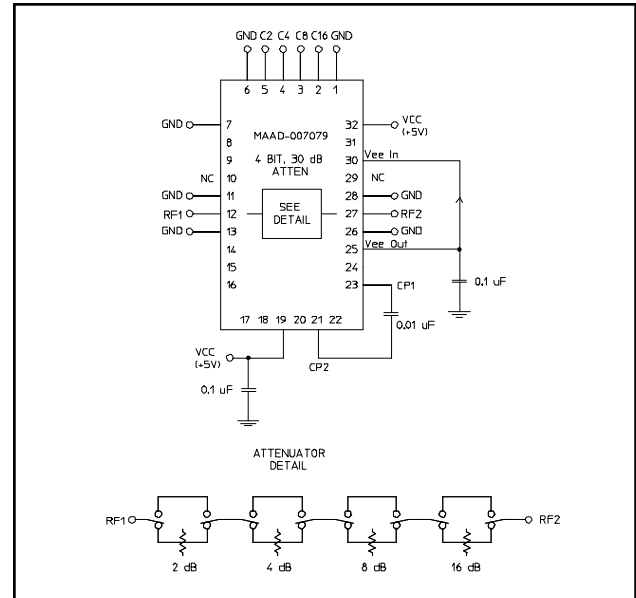 GND C2 C4 C8 C16 GND
6 5 4 3 2 1
GND 7
MAAD-007079
32 VCC
(+5V)
8
31
9
4 BIT, 30 dB
ATTEN
30 Vee In
NC 10
29 NC
GND 11
28 GND
RF1 12
SEE
DETAIL
27 RF2
GND 13
26 GND
14
25 Vee Out
15
24
16
23 CP1
0.1 uF
17 18 19 20 21 22
0.01 uF
VCC
(+5V)
CP2
0.1 uF
ATTENUATOR
DETAIL
RF1
RF2
2 dB 4 dB 8 dB 16 dB